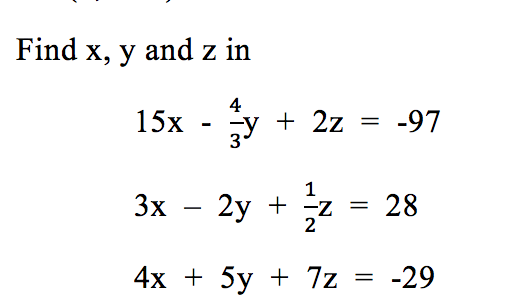 Find x, y and z in
15x - 4/3y + 2z = -97
3x – 2y + 1/2z = 28
4x + 5y + 7z = -29